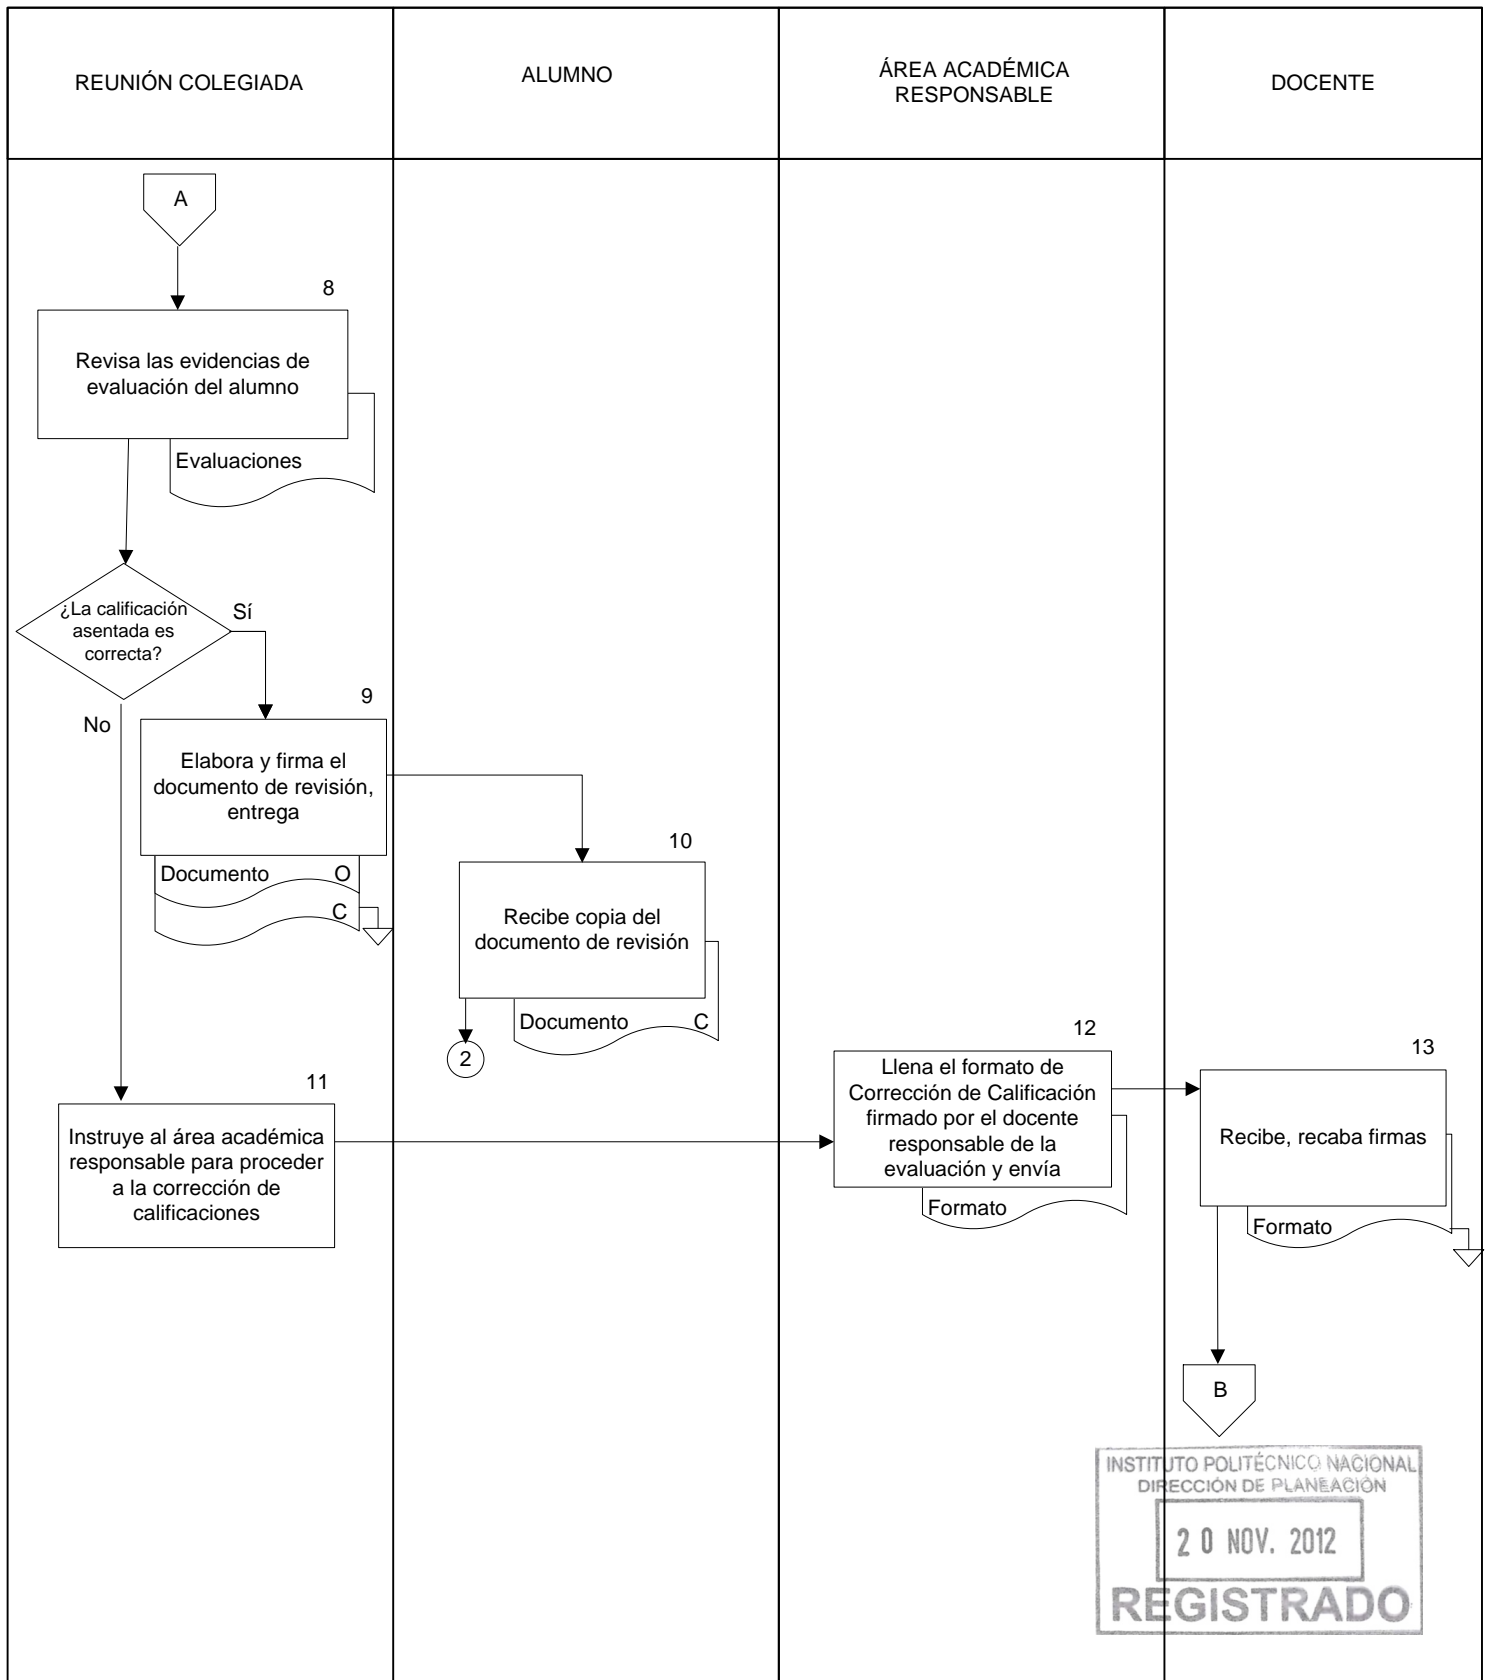 REUNIÓN COLEGIADA
ALUMNO
ÁREA ACADÉMICA
RESPONSABLE
DOCENTE
A
8
Revisa las evidencias de
evaluación del alumno
Evaluaciones
¿La calificación
asentada es
correcta?
Sí
No
9
Elabora y firma el
documento de revisión,
entrega
Documento O
C
10
Recibe copia del
documento de revisión
Documento C
2
11
Instruye al área académica
responsable para proceder
a la corrección de
calificaciones
12
Llena el formato de
Corrección de Calificación
firmado por el docente
responsable de la
evaluación y envía
Formato
13
Recibe, recaba firmas
Formato
B
INSTITUTO POLITÉCNICO NACIONAL
DIRECCIÓN DE PLANEACIÓN
20 NOV. 2012
REGISTRADO